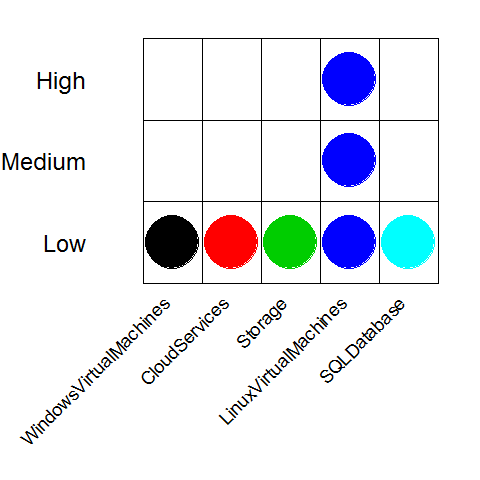 High
Medium
Low
WindowsVirtualMachines
CloudServices
Storage
LinuxVirtualMachines
SQLDatabase